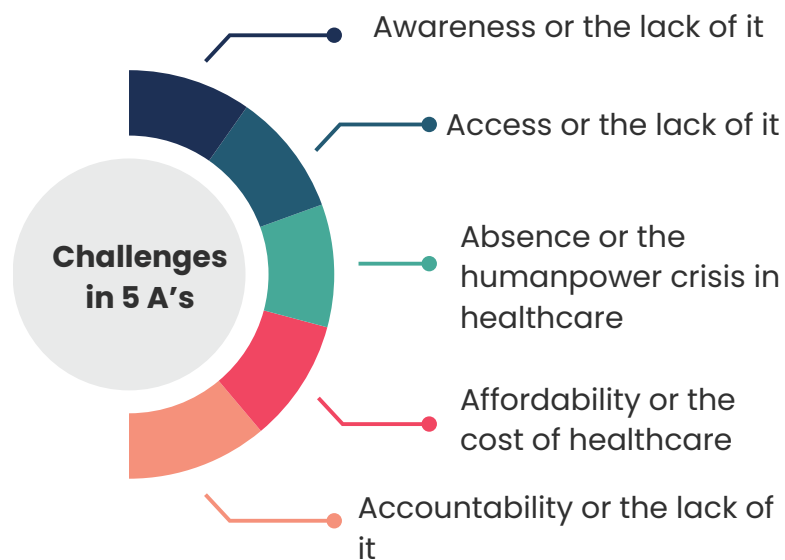 Awareness or the lack of it
Access or the lack of it
Challenges
in 5 A’s
Absence or the
humanpower crisis in
healthcare
Affordability or the
cost of healthcare
Accountability or the lack of
it